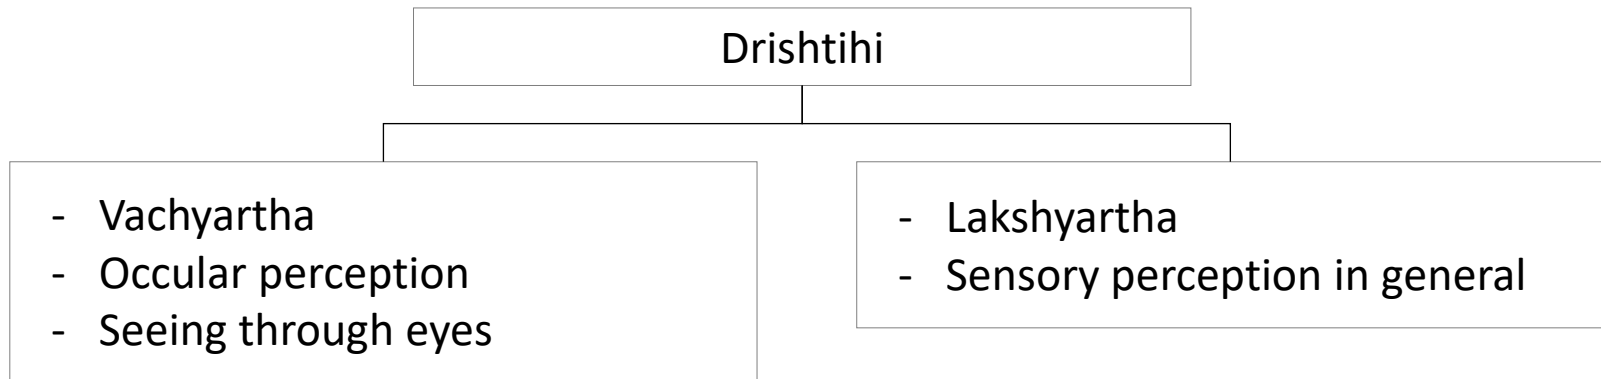 Drishtihi
- Vachyartha
- Occular perception
- Seeing through eyes
- Lakshyartha
- Sensory perception in general